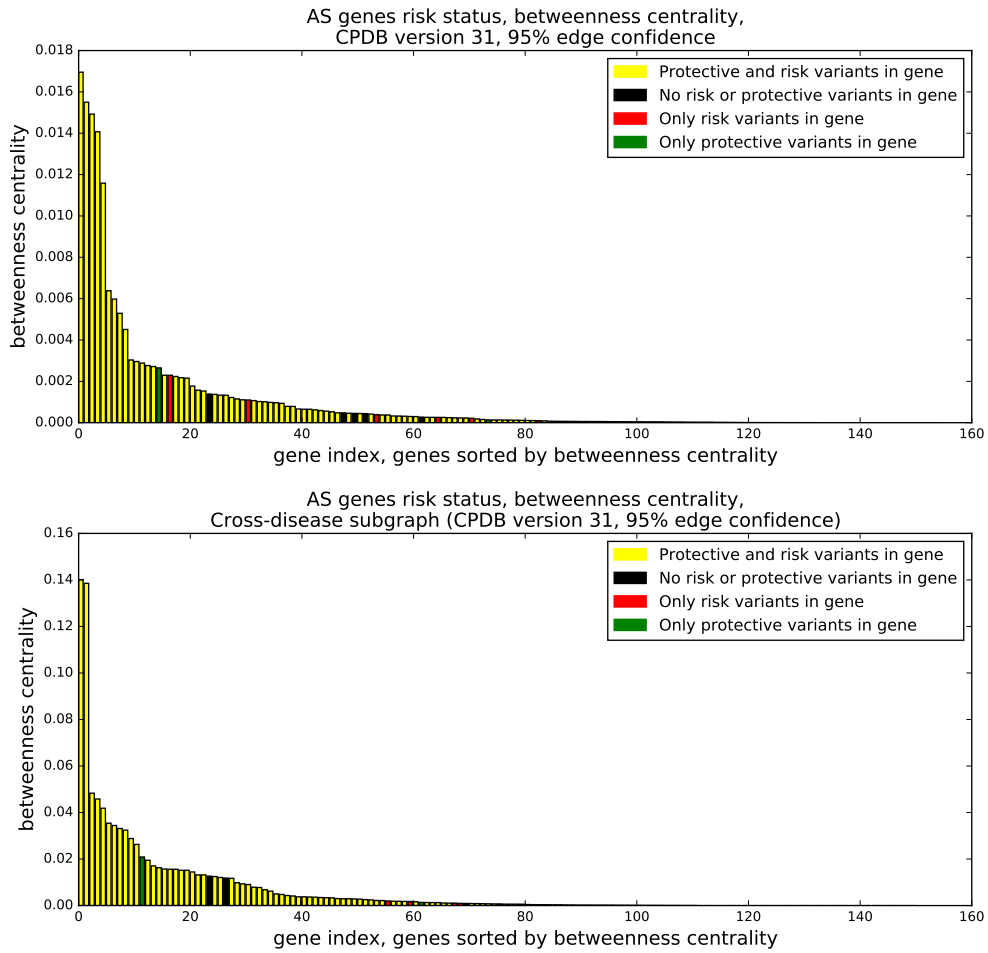 AS genes risk status, betweenness centrality,
CPDB version 31, 95% edge confidence
0.018
0.016
0.014
0.012
0.010
0.008
0.006
0.004
0.002
0.000
betweenness centrality
Protective and risk variants in gene
No risk or protective variants in gene
Only risk variants in gene
Only protective variants in gene
0 20 40 60 80 100 120 140 160
gene index, genes sorted by betweenness centrality
AS genes risk status, betweenness centrality,
Cross-disease subgraph (CPDB version 31, 95% edge confidence)
0.16
0.14
0.12
0.10
0.08
0.06
0.04
0.02
0.00
betweenness centrality
Protective and risk variants in gene
No risk or protective variants in gene
Only risk variants in gene
Only protective variants in gene
0 20 40 60 80 100 120 140 160
gene index, genes sorted by betweenness centrality